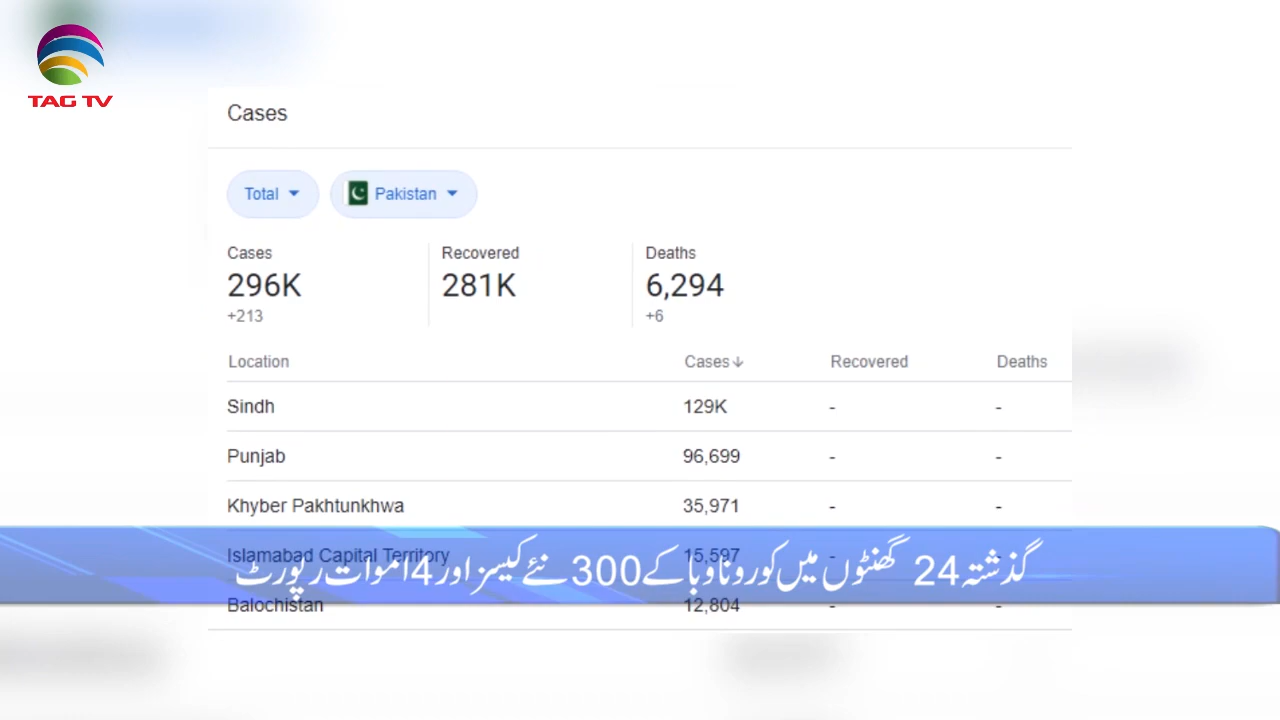 TAG TV
Cases
Total Pakistan
Cases Recovered Deaths
296K 281K 6,294
+213 +6
Location Cases↓ Recovered Deaths
Sindh 129K - -
Punjab 96,699 - -
Khyber Pakhtunkhwa 35,971 - -
Islamabad Capital Territory 15,597 - -
گذشتہ 24 گھنٹوں میں کورونا وبا کے 300 نئے کیسز اور 4 اموات رپورٹ
Balochistan 12,804 - -